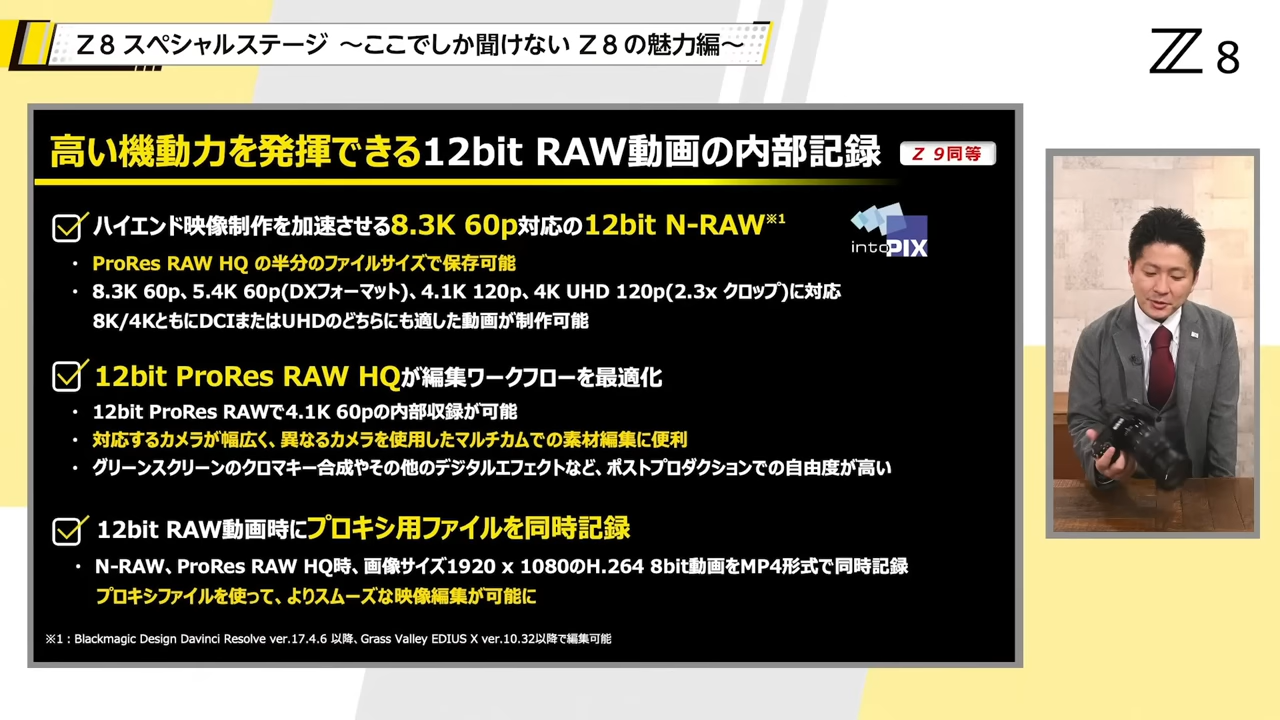 Z 8 スペシャルステージ ～ここでしか聞けない Z 8 の魅力編～
Z 8
高い機動力を発揮できる12bit RAW動画の内部記録
Z 9同等
ハイエンド映像制作を加速させる8.3K 60p対応の12bit N-RAW※1
intoPIX
・ ProRes RAW HQ の半分のファイルサイズで保存可能
・ 8.3K 60p、5.4K 60p(DXフォーマット)、4.1K 120p、4K UHD 120p(2.3x クロップ)に対応
8K/4KともにDCIまたはUHDのどちらにも適した動画が制作可能
12bit ProRes RAW HQが編集ワークフローを最適化
・ 12bit ProRes RAWで4.1K 60pの内部収録が可能
・ 対応するカメラが幅広く、異なるカメラを使用したマルチカムでの素材編集に便利
・ グリーンスクリーンのクロマキー合成やその他のデジタルエフェクトなど、ポストプロダクションでの自由度が高い
12bit RAW動画時にプロキシ用ファイルを同時記録
・ N-RAW、ProRes RAW HQ時、画像サイズ1920 x 1080のH.264 8bit動画をMP4形式で同時記録
プロキシファイルを使って、よりスムーズな映像編集が可能に
※1：Blackmagic Design Davinci Resolve ver.17.4.6 以降、Grass Valley EDIUS X ver.10.32以降で編集可能